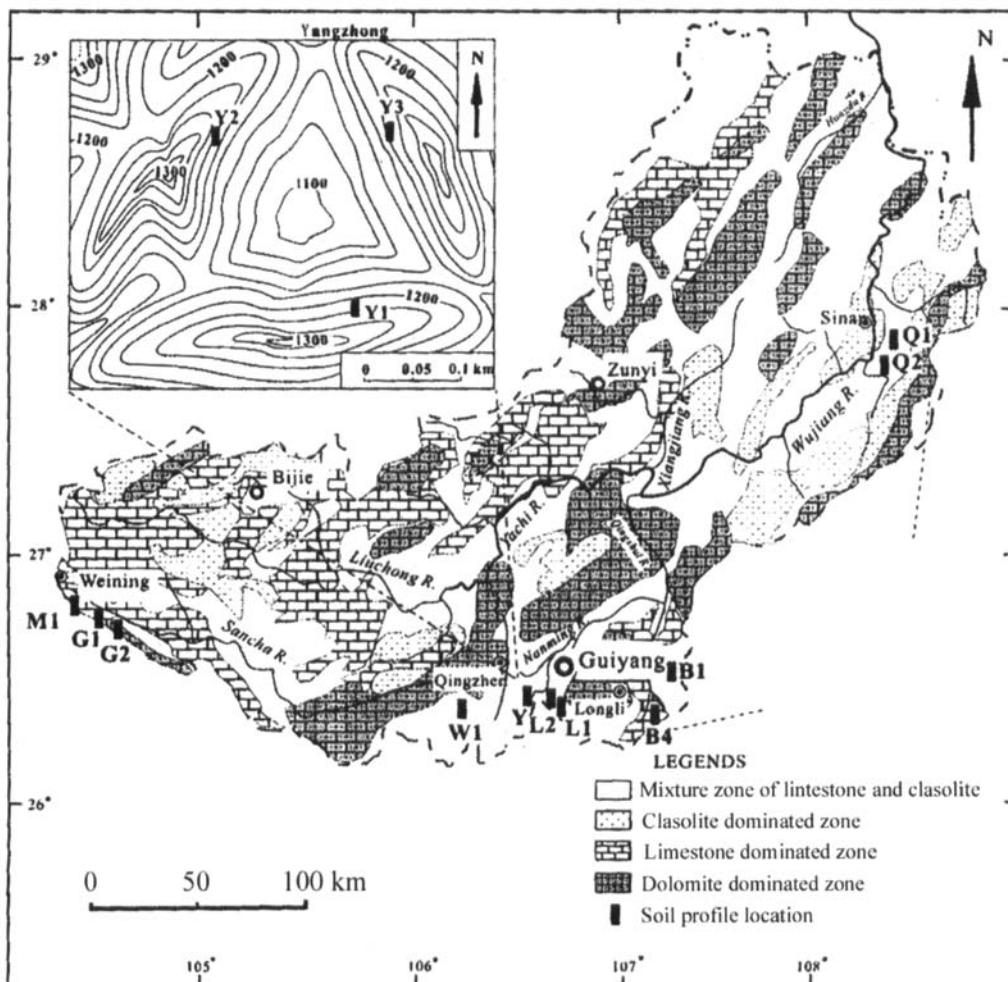 Yangzhong
29°
28°
27°
26°
105°
106°
107°
108°
N
N
1300
1200
1200
1200
1300
1100
1200
1300
Y2
Y3
Y1
0 0.05 0.1 km
Sinan
Q1
Q2
Zunyi
Xiangjiang R.
Wujiang R.
Bijie
Yachi R.
Liuchong R.
Weining
M1
G1
G2
Sancha R.
Nanming R.
Guiyang
Qingzhen
Longli
B1
W1
Y
L2
L1
B4
0 50 100 km
LEGENDS
Mixture zone of lintestone and clasolite
Clasolite dominated zone
Limestone dominated zone
Dolomite dominated zone
Soil profile location